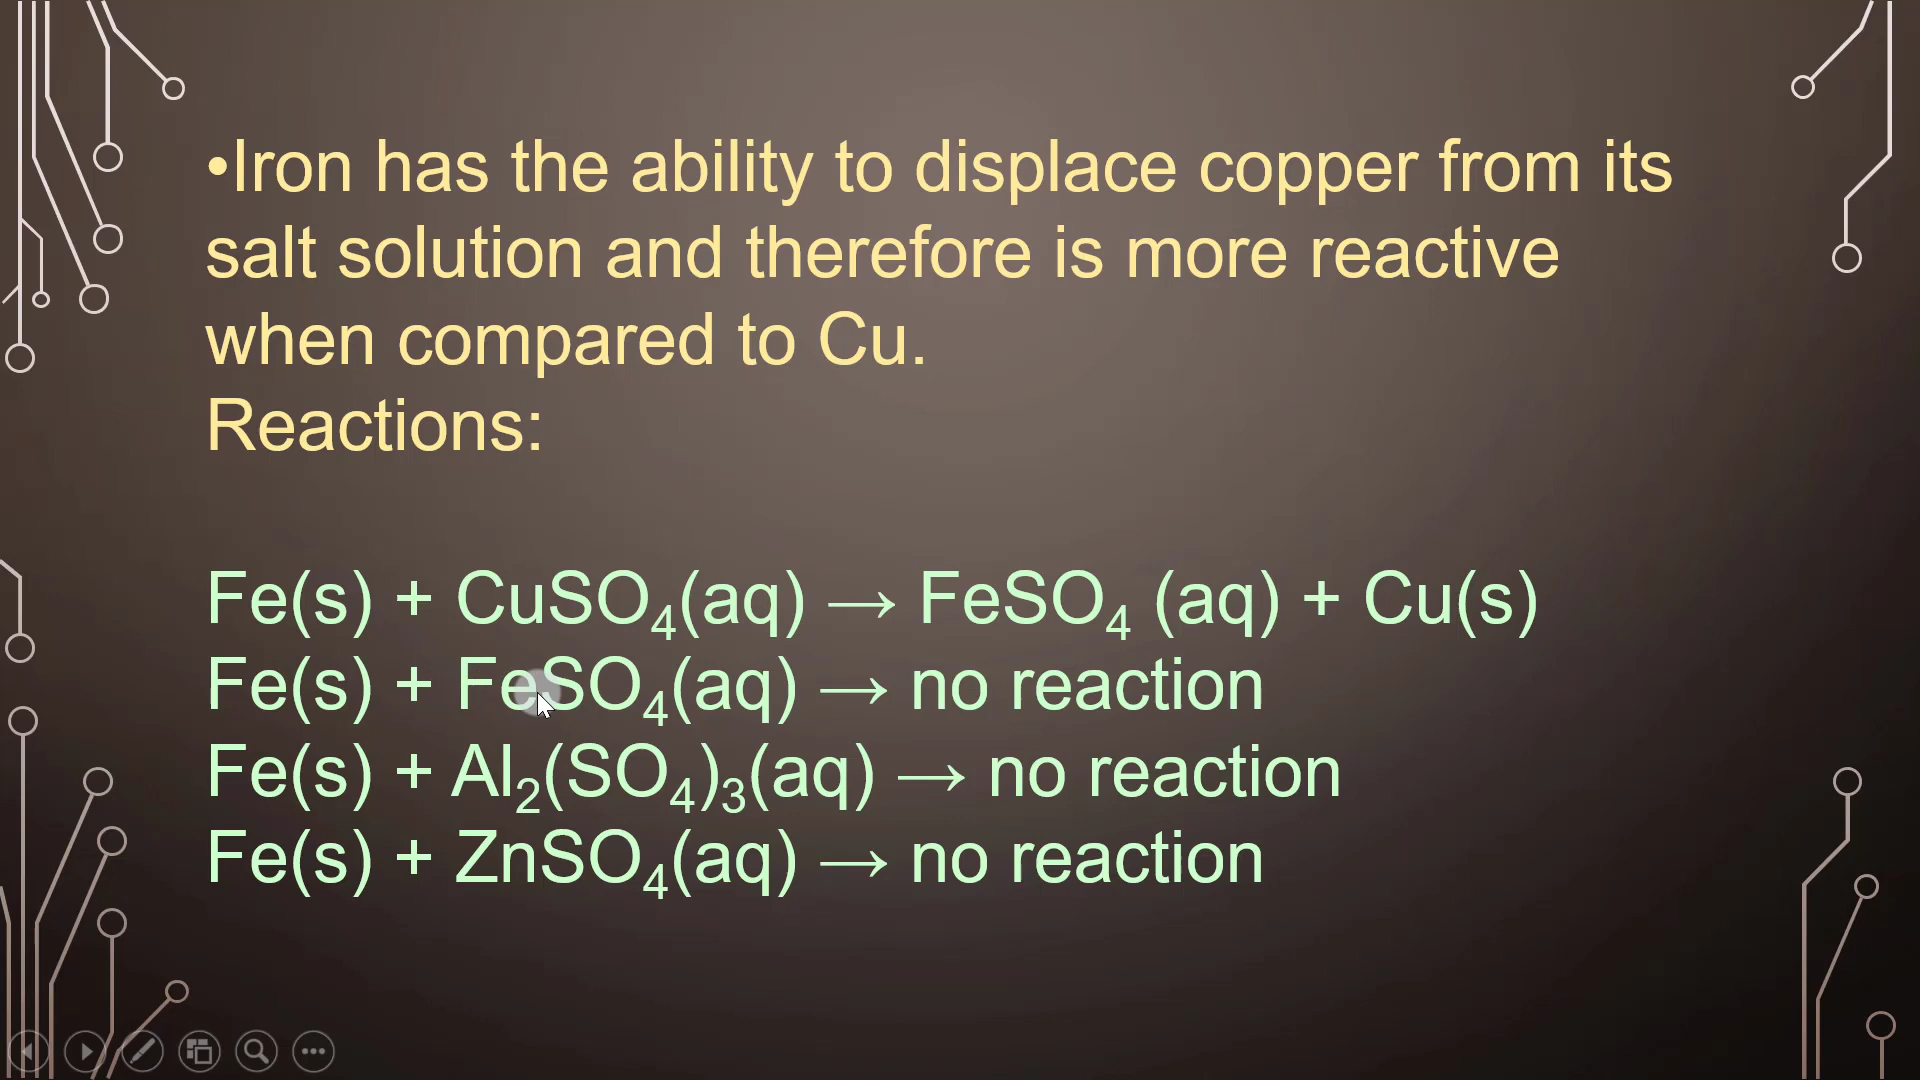 •Iron has the ability to displace copper from its
salt solution and therefore is more reactive
when compared to Cu.
Reactions:
Fe(s) + CuSO₄(aq) → FeSO₄ (aq) + Cu(s)
Fe(s) + FeSO₄(aq) → no reaction
Fe(s) + Al₂(SO₄)₃(aq) → no reaction
Fe(s) + ZnSO₄(aq) → no reaction